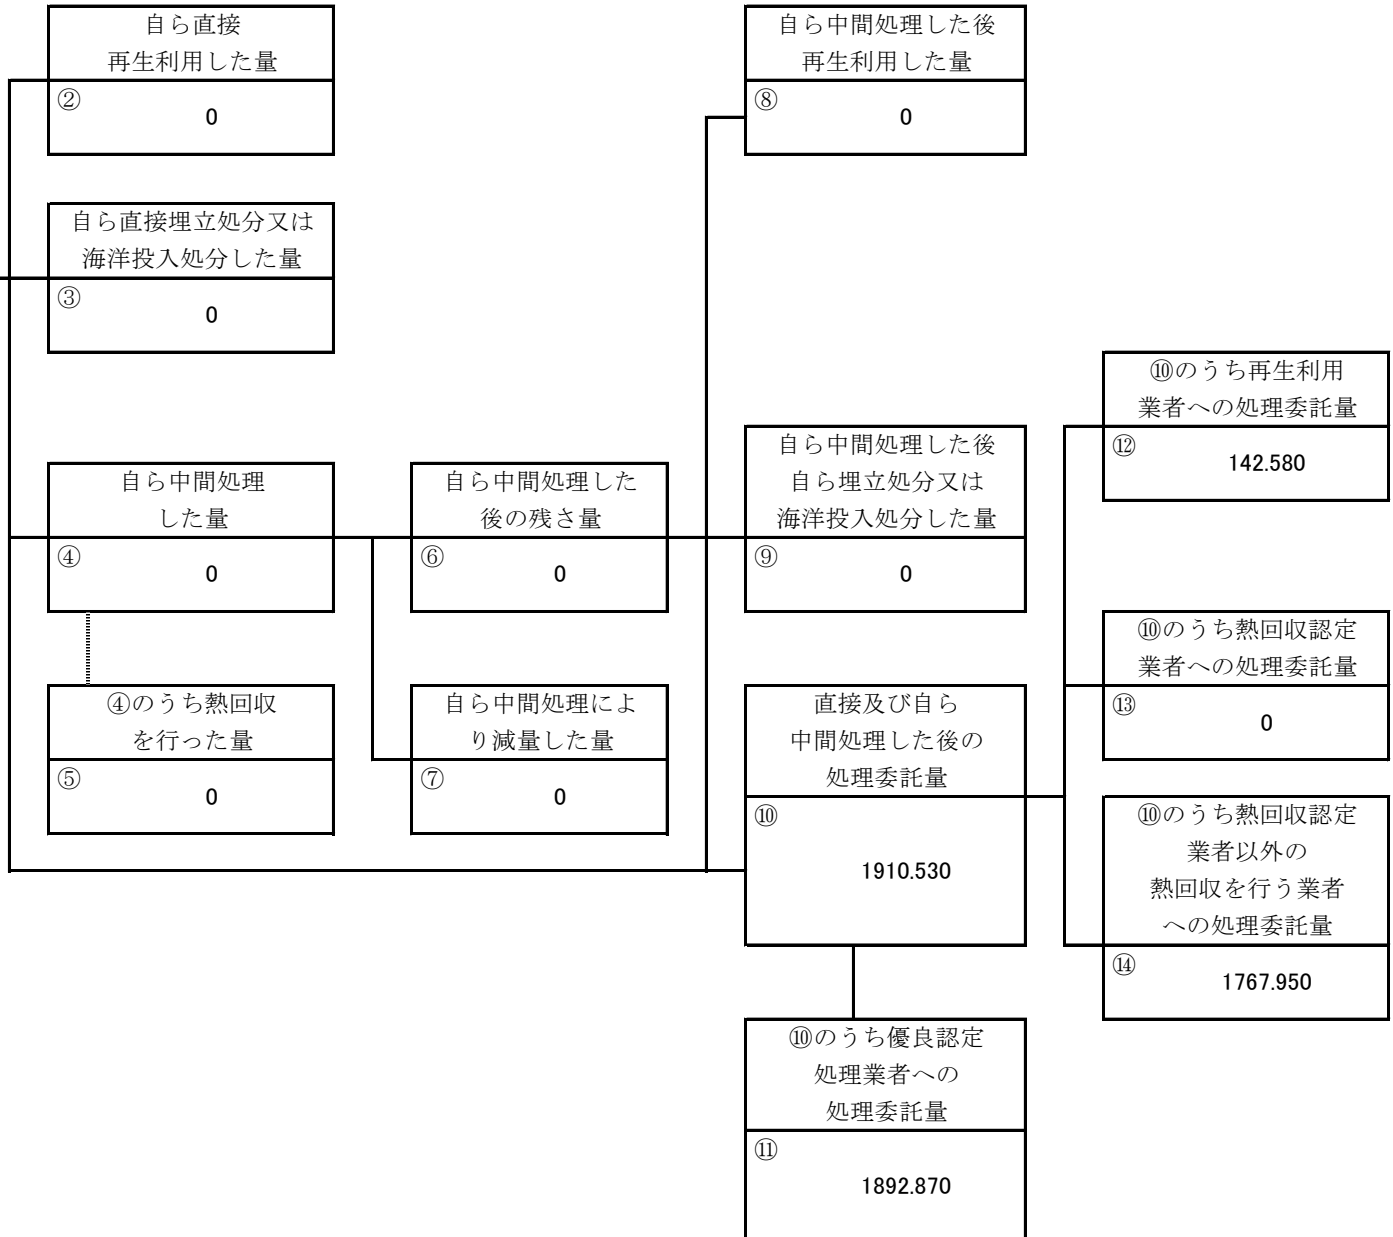 自ら直接
再生利用した量
②
0
自ら中間処理した後
再生利用した量
⑧
0
自ら直接埋立処分又は
海洋投入処分した量
③
0
⑩のうち再生利用
業者への処理委託量
⑫
142.580
自ら中間処理
した量
④
0
自ら中間処理した
後の残さ量
⑥
0
自ら中間処理した後
自ら埋立処分又は
海洋投入処分した量
⑨
0
⑩のうち熱回収認定
業者への処理委託量
⑬
0
④のうち熱回収
を行った量
⑤
0
自ら中間処理によ
り減量した量
⑦
0
直接及び自ら
中間処理した後の
処理委託量
⑩
1910.530
⑩のうち熱回収認定
業者以外の
熱回収を行う業者
への処理委託量
⑭
1767.950
⑩のうち優良認定
処理業者への
処理委託量
⑪
1892.870